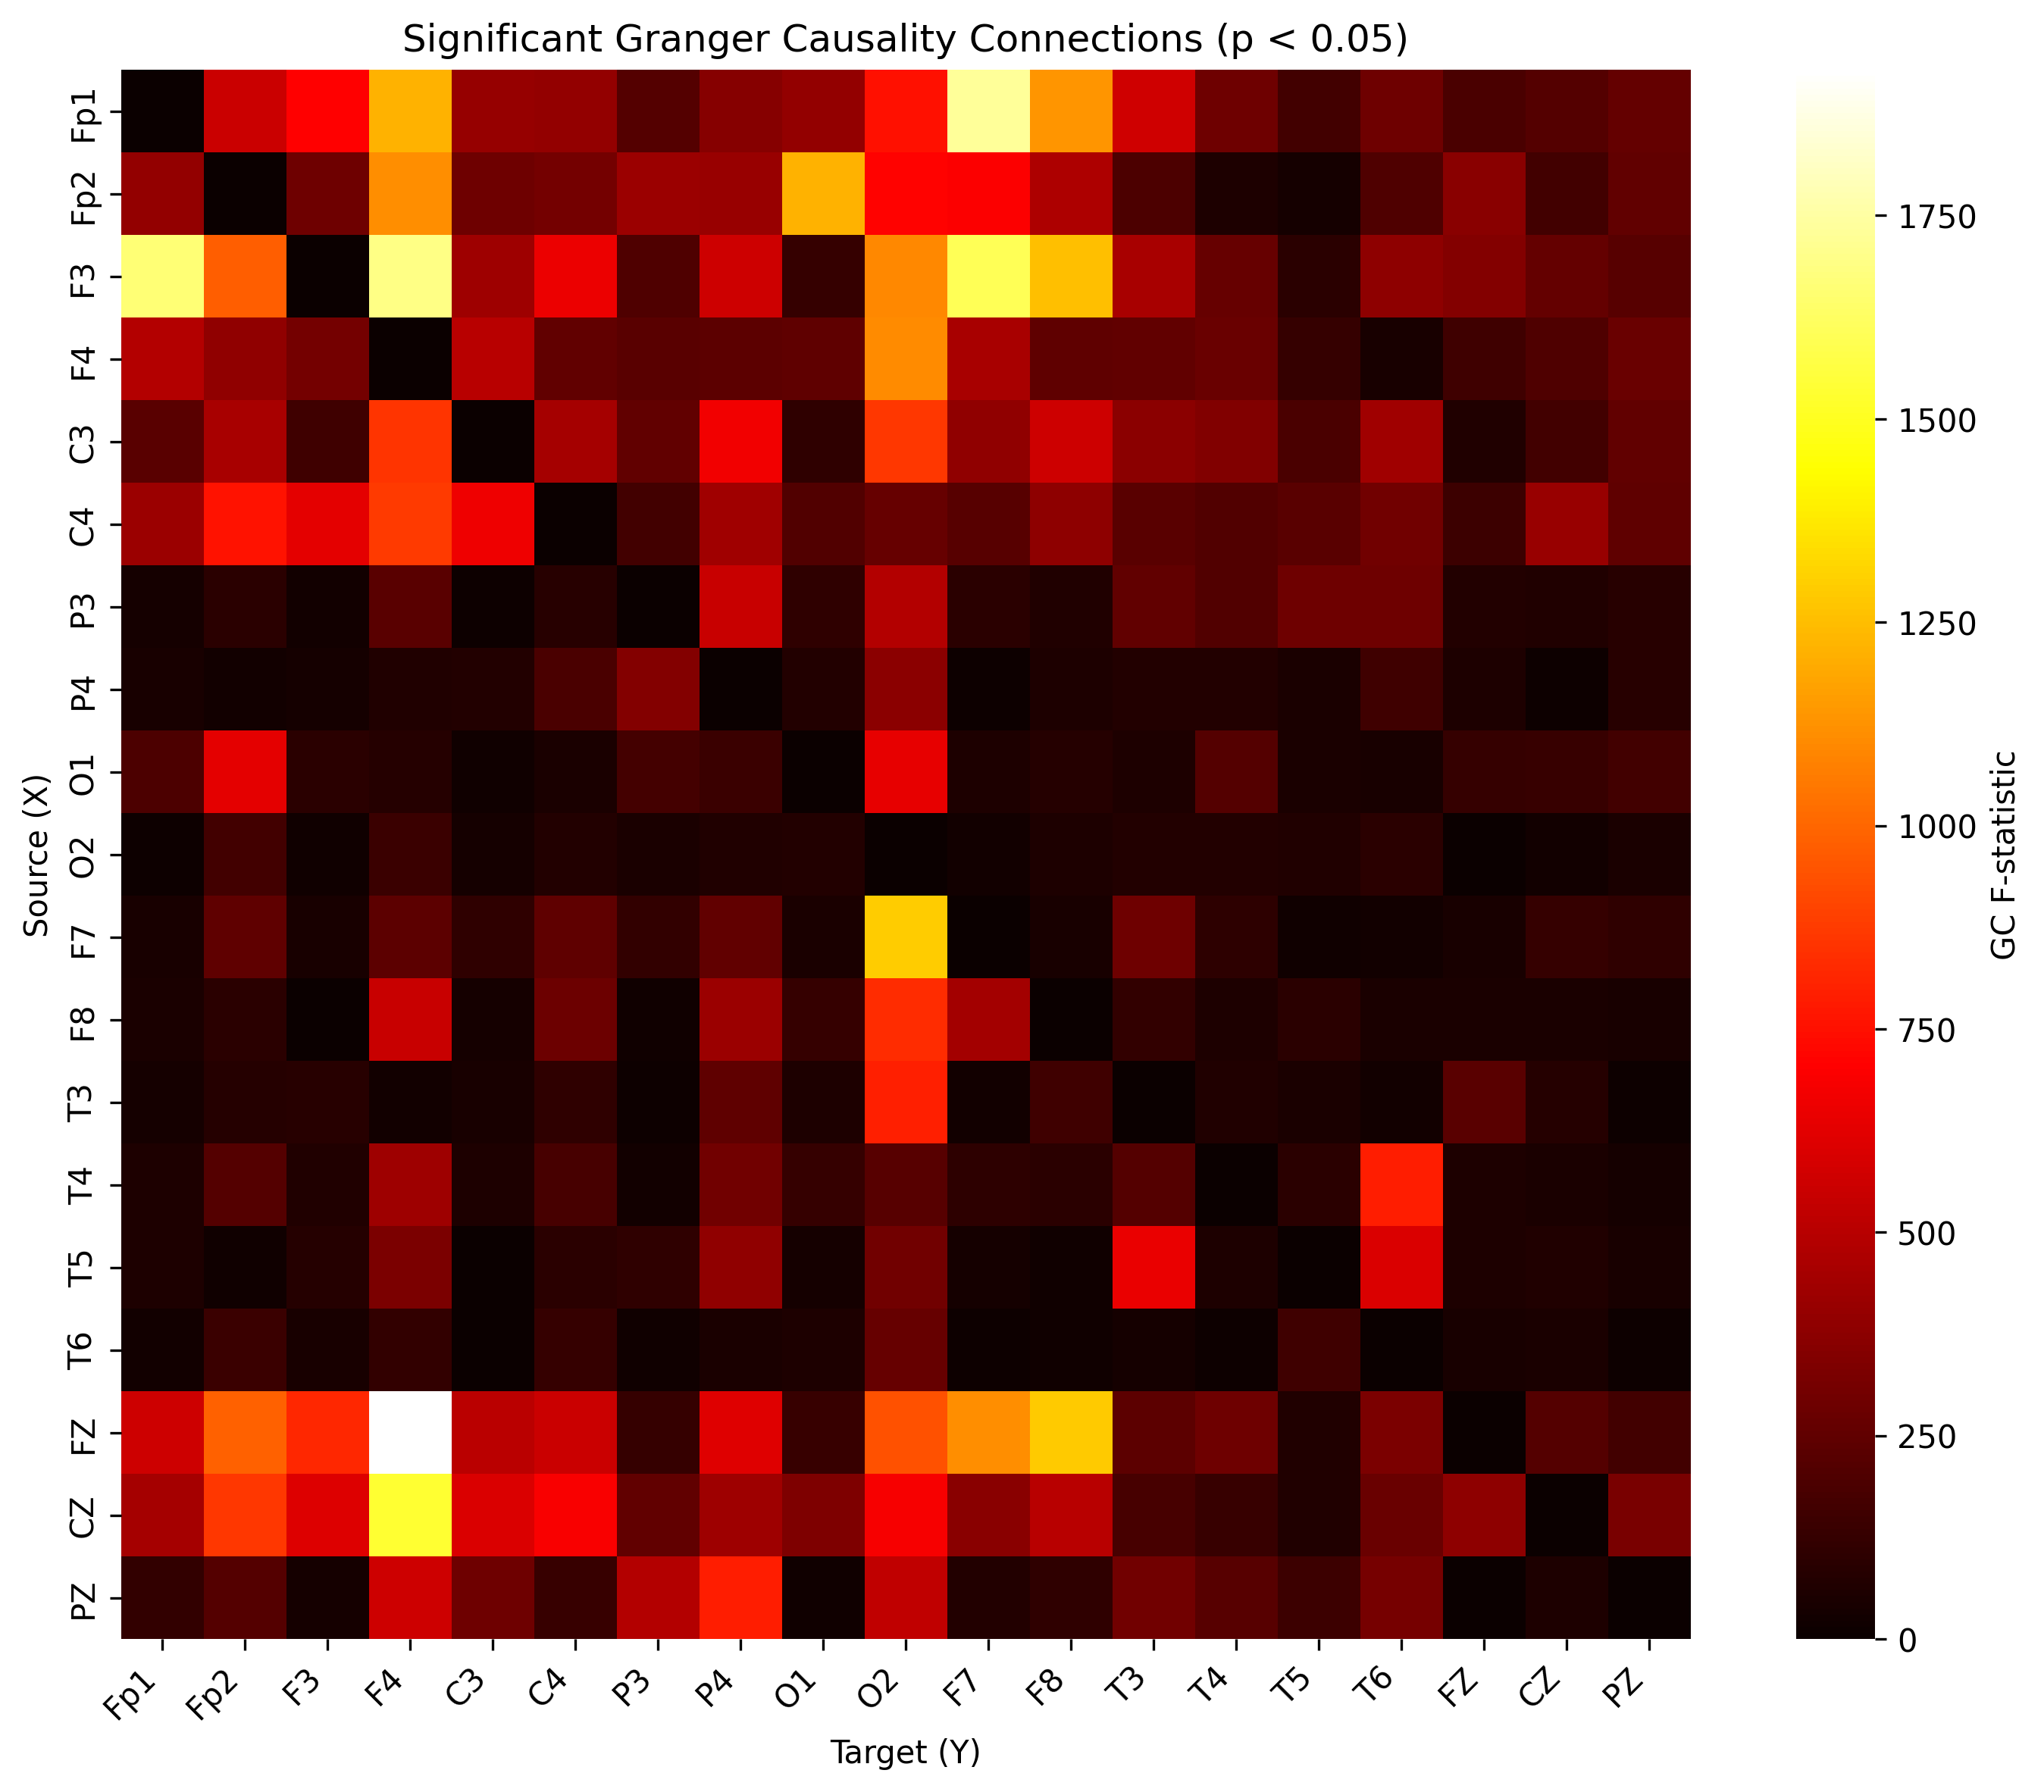 Significant Granger Causality Connections (p < 0.05)
Source (X)
Fp1
Fp2
F3
F4
C3
C4
P3
P4
O1
O2
F7
F8
T3
T4
T5
T6
FZ
CZ
PZ
Fp1 Fp2 F3 F4 C3 C4 P3 P4 O1 O2 F7 F8 T3 T4 T5 T6 FZ CZ PZ
Target (Y)
1750
1500
1250
1000
750
500
250
0
GC F-statistic